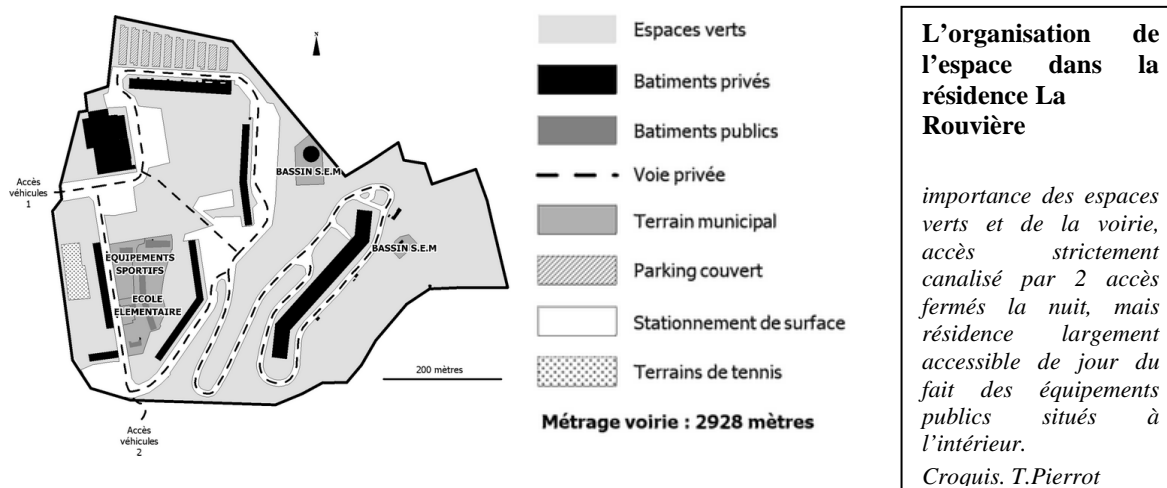 N
BASSIN S.E.M
Accès
véhicules
1
BASSIN S.E.M
EQUIPEMENTS
SPORTIFS
ECOLE
ELEMENTAIRE
200 mètres
Accès
véhicules
2
Espaces verts
Batiments privés
Batiments publics
Voie privée
Terrain municipal
Parking couvert
Stationnement de surface
Terrains de tennis
Métrage voirie : 2928 mètres
L’organisation de
l’espace dans la
résidence La
Rouvière
importance des espaces
verts et de la voirie,
accès strictement
canalisé par 2 accès
fermés la nuit, mais
résidence largement
accessible de jour du
fait des équipements
publics situés à
l’intérieur.
Croquis. T.Pierrot